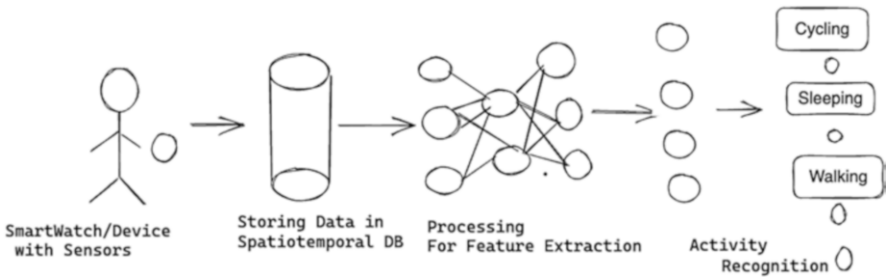 Cycling
Sleeping
Walking
SmartWatch/Device
with Sensors
Storing Data in
Spatiotemporal DB
Processing
For Feature Extraction
Activity
Recognition